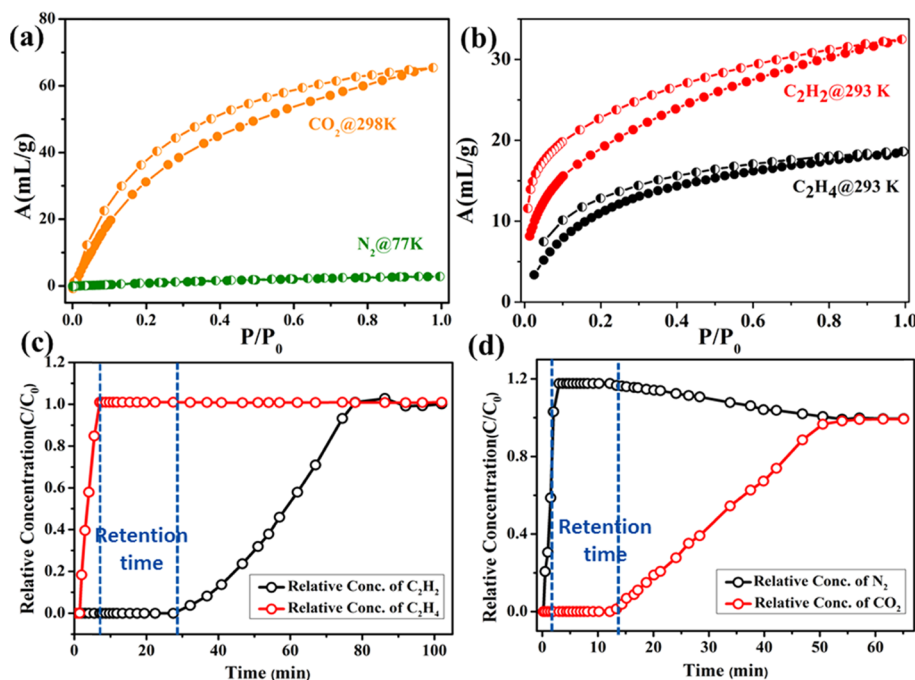 (a)
80
60
40
20
0
A(mL/g)
CO₂@298K
N₂@77K
0.0 0.2 0.4 0.6 0.8 1.0
P/P₀
(b)
30
20
10
0
A(mL/g)
C₂H₂@293 K
C₂H₄@293 K
0.0 0.2 0.4 0.6 0.8 1.0
P/P₀
(c)
1.2
1.0
0.8
0.6
0.4
0.2
0.0
Relative Concentration(C/C₀)
Retention
time
Relative Conc. of C₂H₂
Relative Conc. of C₂H₄
0 20 40 60 80 100
Time (min)
(d)
1.2
0.8
0.4
0.0
Relative Concentration(C/C₀)
Retention
time
Relative Conc. of N₂
Relative Conc. of CO₂
0 10 20 30 40 50 60
Time (min)